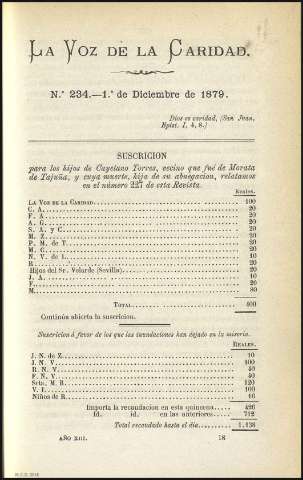 LA VOZ DE LA CARIDAD.
N.º 234.—1.º de Diciembre de 1879.
Dios es caridad, (San Juan,
Epíst. I, 4, 8.)
SUSCRICION
para los hijos de Cayetano Torres, vecino que fué de Morata
de Tajuña, y cuya muerte, hija de su abnegacion, relatamos
en el número 227 de esta Revista.
Reales.
LA VOZ DE LA CARIDAD. 100
C. A. 20
F. A. 20
A. G. 20
S. A. y C. 20
M. Z. 20
P. M. de T. 20
M. C. 20
N. V. de L. 10
R. 20
Hijos del Sr. Velarde (Sevilla). 20
J. A. 10
F. 20
M. 80
TOTAL 400
Continúa abierta la suscricion.
Suscricion á favor de los que las inundaciones han dejado en la miseria.
REALES.
J. N. de Z. 10
J. N. V. 100
R. N. V. 40
F. N. V. 40
Srta. M. B. 120
V. I. 100
Niños de R. 16
Importa la recaudacion en esta quincena 426
Id. id. en las anteriores 712
Total recaudado hasta el dia 1.138
AÑO XIII. 18